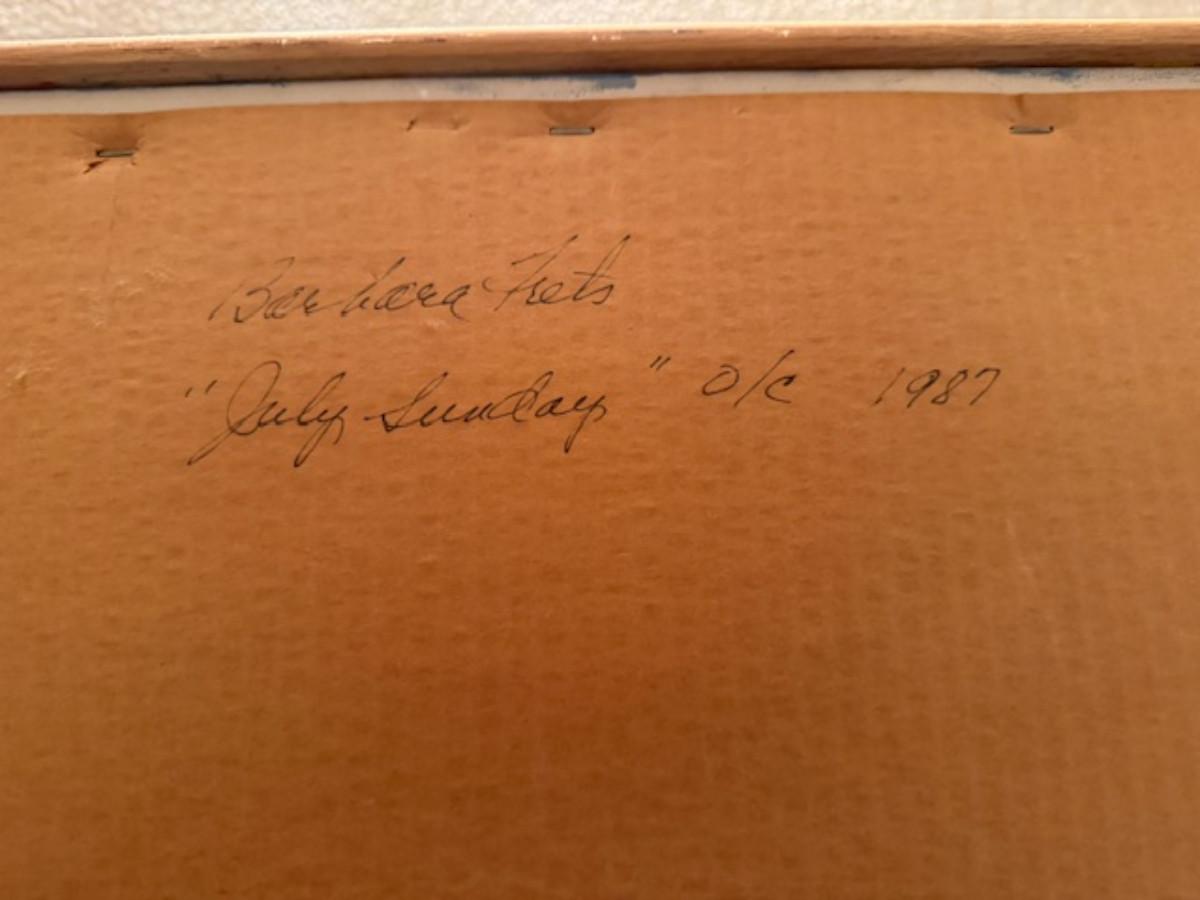 Barbara Frets
"July Sunday" O/C 1987